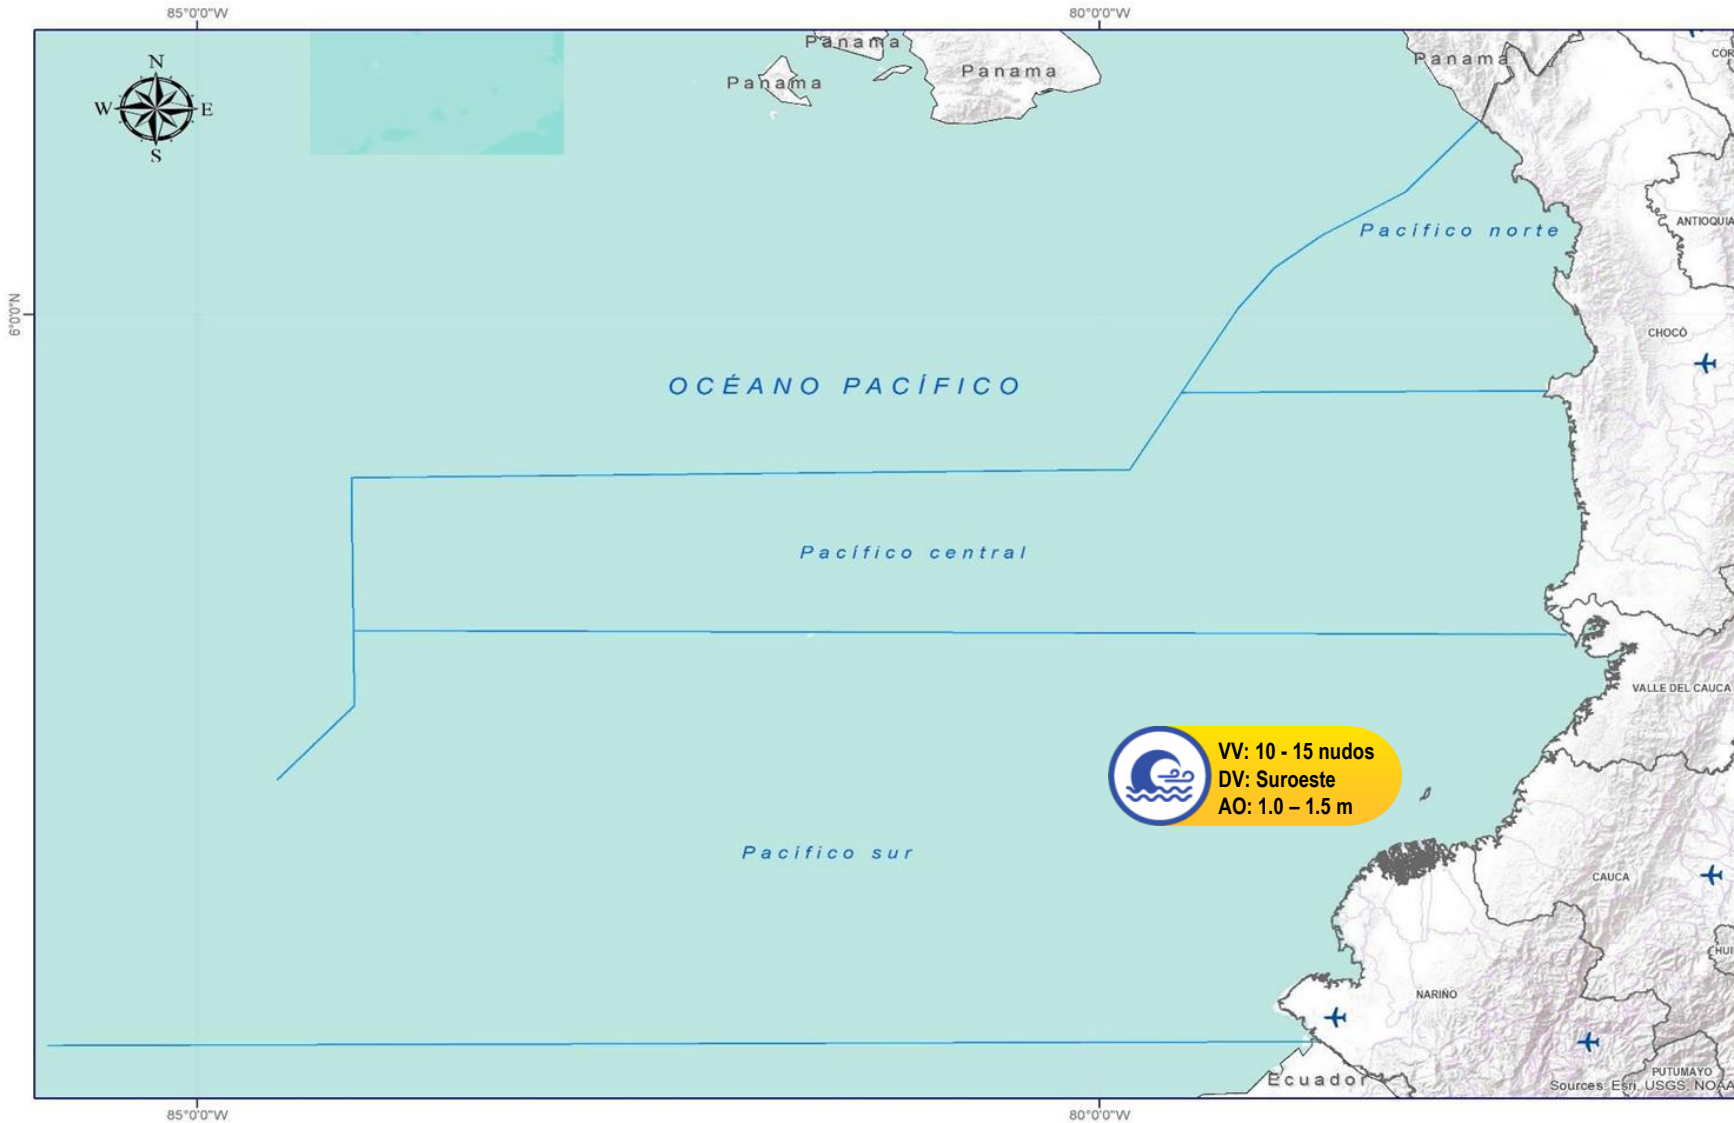 85°0'0"W
80°0'0"W
Panama
Panama
Panama
Panama
N
W
E
S
ANTIOQUIA
Pacífico norte
6°0'0"N
CHOCÓ
OCÉANO PACÍFICO
Pacífico central
VALLE DEL CAUCA
VV: 10 - 15 nudos
DV: Suroeste
AO: 1.0 – 1.5 m
Pacífico sur
CAUCA
NARIÑO
PUTUMAYO
Ecuador
Sources: Esri, USGS, NOAA
85°0'0"W
80°0'0"W